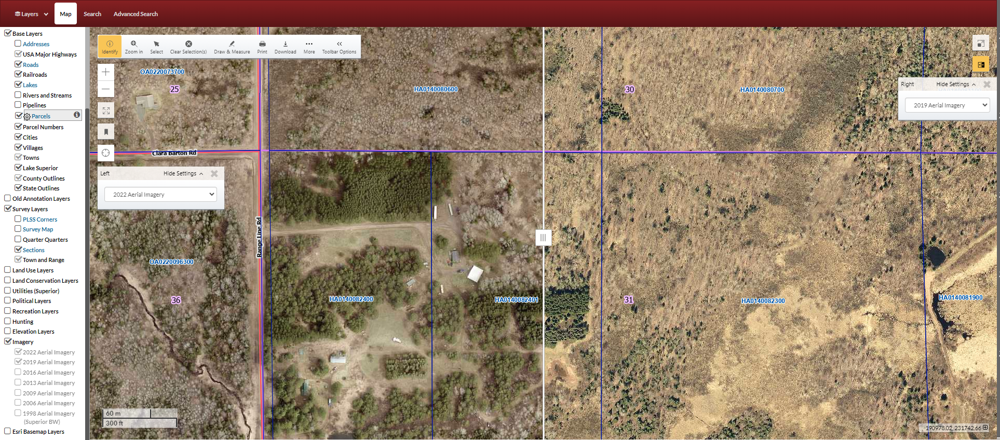 Layers
Map
Search
Advanced Search
Base Layers
Addresses
USA Major Highways
Roads
Railroads
Lakes
Rivers and Streams
Pipelines
Parcels
Parcel Numbers
Cities
Villages
Towns
Lake Superior
County Outlines
State Outlines
Old Annotation Layers
Survey Layers
PLSS Corners
Survey Map
Quarter Quarters
Sections
Town and Range
Land Use Layers
Land Conservation Layers
Utilities (Superior)
Political Layers
Recreation Layers
Hunting
Elevation Layers
Imagery
2022 Aerial Imagery
2019 Aerial Imagery
2016 Aerial Imagery
2013 Aerial Imagery
2009 Aerial Imagery
2006 Aerial Imagery
1998 Aerial Imagery
(Superior BW)
Esri Basemap Layers
Identify
Zoom in
Select
Clear Selection(s)
Draw & Measure
Print
Download
More
Toolbar Options
OA0220073700
25
HA0140080600
30
HA0140080700
Right
Hide Settings
2019 Aerial Imagery
Clara Barton Rd
Left
Hide Settings
2022 Aerial Imagery
Range Line Rd
OA0220096300
36
HA0140082400
HA0140082401
31
HA0140082300
HA0140081900
60 m
300 ft
190978.02, 231742.66